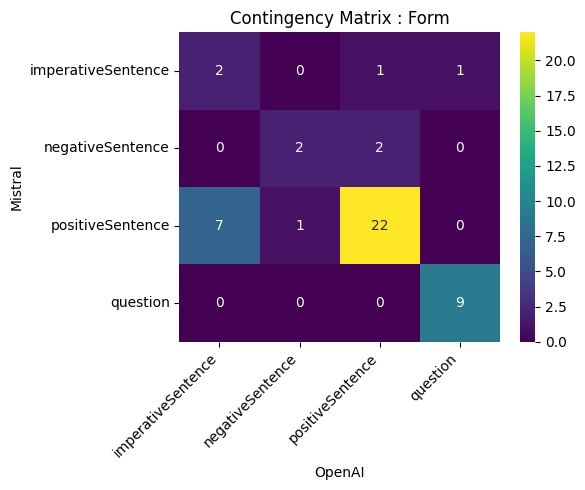 Contingency Matrix : Form
Mistral
imperativeSentence 2 0 1 1
negativeSentence 0 2 2 0
positiveSentence 7 1 22 0
question 0 0 0 9
imperativeSentence negativeSentence positiveSentence question
OpenAI
20.0
17.5
15.0
12.5
10.0
7.5
5.0
2.5
0.0